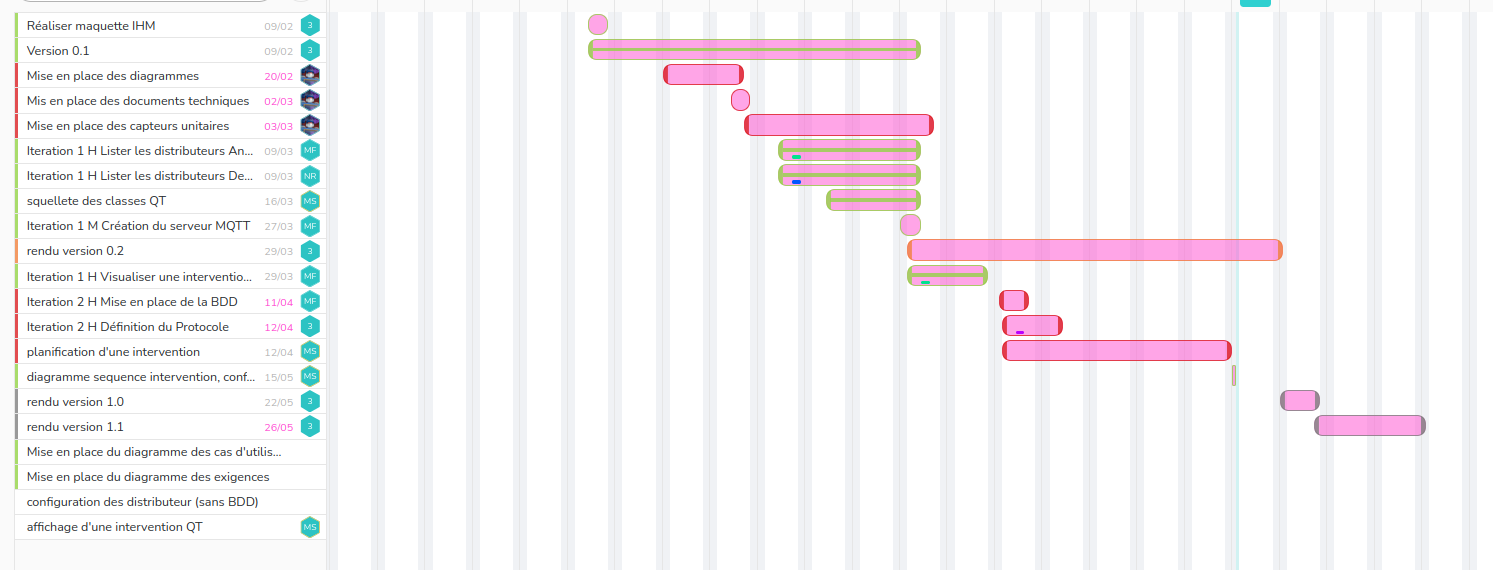 Réaliser maquette IHM 09/02 3
Version 0.1 09/02 3
Mise en place des diagrammes 20/02
Mis en place des documents techniques 02/03
Mise en place des capteurs unitaires 03/03
Iteration 1 H Lister les distributeurs An... 09/03 MF
Iteration 1 H Lister les distributeurs De... 09/03 NR
squellete des classes QT 16/03 MS
Iteration 1 M Création du serveur MQTT 27/03 MF
rendu version 0.2 29/03 3
Iteration 1 H Visualiser une interventio... 29/03 MF
Iteration 2 H Mise en place de la BDD 11/04 MF
Iteration 2 H Définition du Protocole 12/04 3
planification d'une intervention 12/04 MS
diagramme sequence intervention, conf... 15/05 MS
rendu version 1.0 22/05 3
rendu version 1.1 26/05 3
Mise en place du diagramme des cas d'utilis...
Mise en place du diagramme des exigences
configuration des distributeur (sans BDD)
affichage d'une intervention QT MS